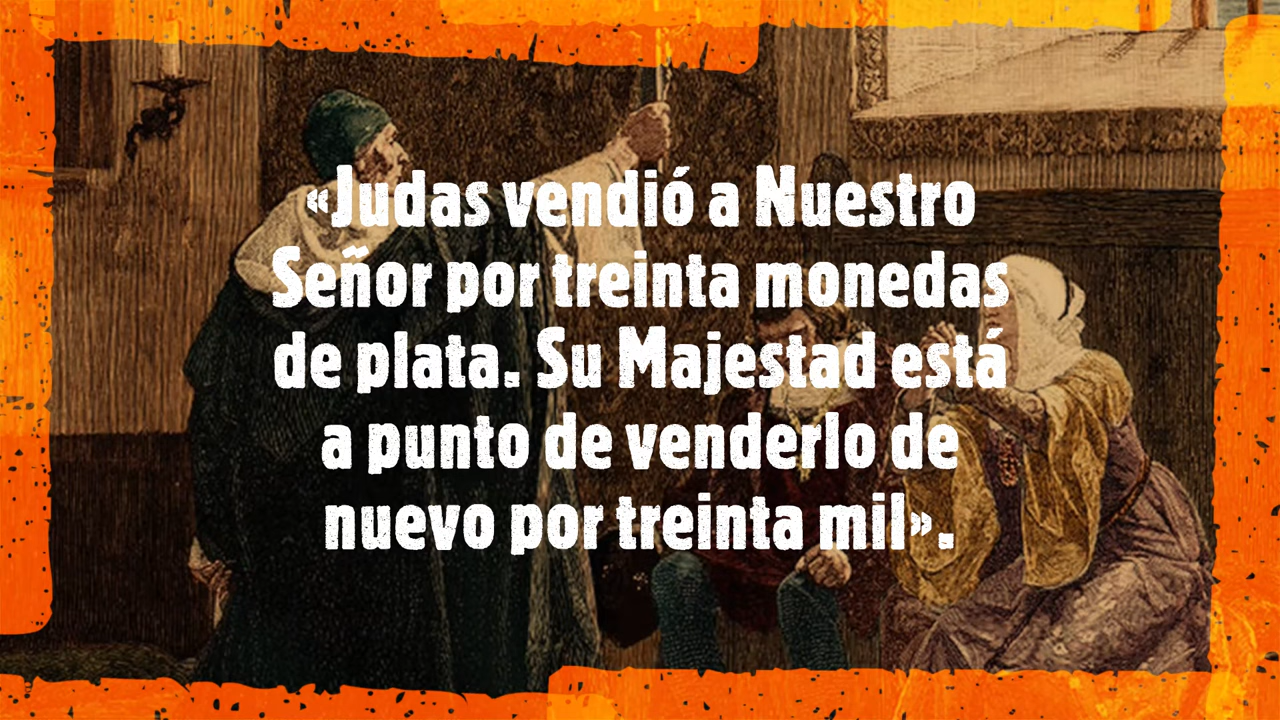 «Judas vendió a Nuestro
Señor por treinta monedas
de plata. Su Majestad está
a punto de venderlo de
nuevo por treinta mil».